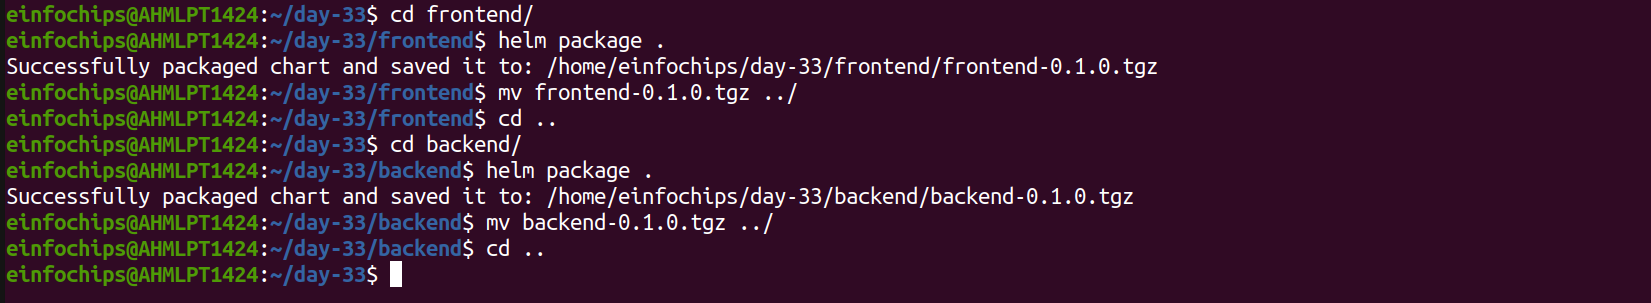 einfochips@AHMLPT1424:~/day-33$ cd frontend/
einfochips@AHMLPT1424:~/day-33/frontend$ helm package .
Successfully packaged chart and saved it to: /home/einfochips/day-33/frontend/frontend-0.1.0.tgz
einfochips@AHMLPT1424:~/day-33/frontend$ mv frontend-0.1.0.tgz ../
einfochips@AHMLPT1424:~/day-33/frontend$ cd ..
einfochips@AHMLPT1424:~/day-33$ cd backend/
einfochips@AHMLPT1424:~/day-33/backend$ helm package .
Successfully packaged chart and saved it to: /home/einfochips/day-33/backend/backend-0.1.0.tgz
einfochips@AHMLPT1424:~/day-33/backend$ mv backend-0.1.0.tgz ../
einfochips@AHMLPT1424:~/day-33/backend$ cd ..
einfochips@AHMLPT1424:~/day-33$